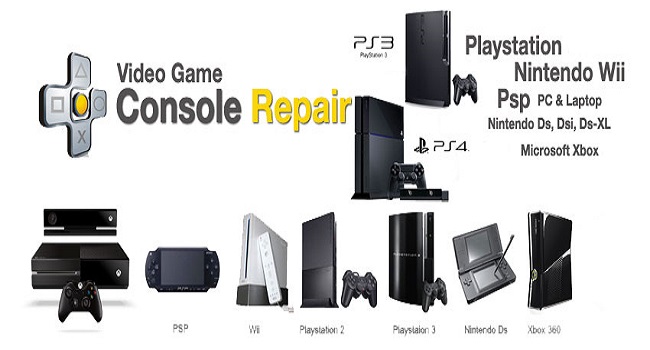 Video Game
Console Repair
PS3
PlayStation 3
PS4
Playstation
Nintendo Wii
Psp PC & Laptop
Nintendo Ds, Dsi, Ds-XL
Microsoft Xbox
PSP
Wii
Playstation 2
Playstaion 3
Nintendo Ds
Xbox 360